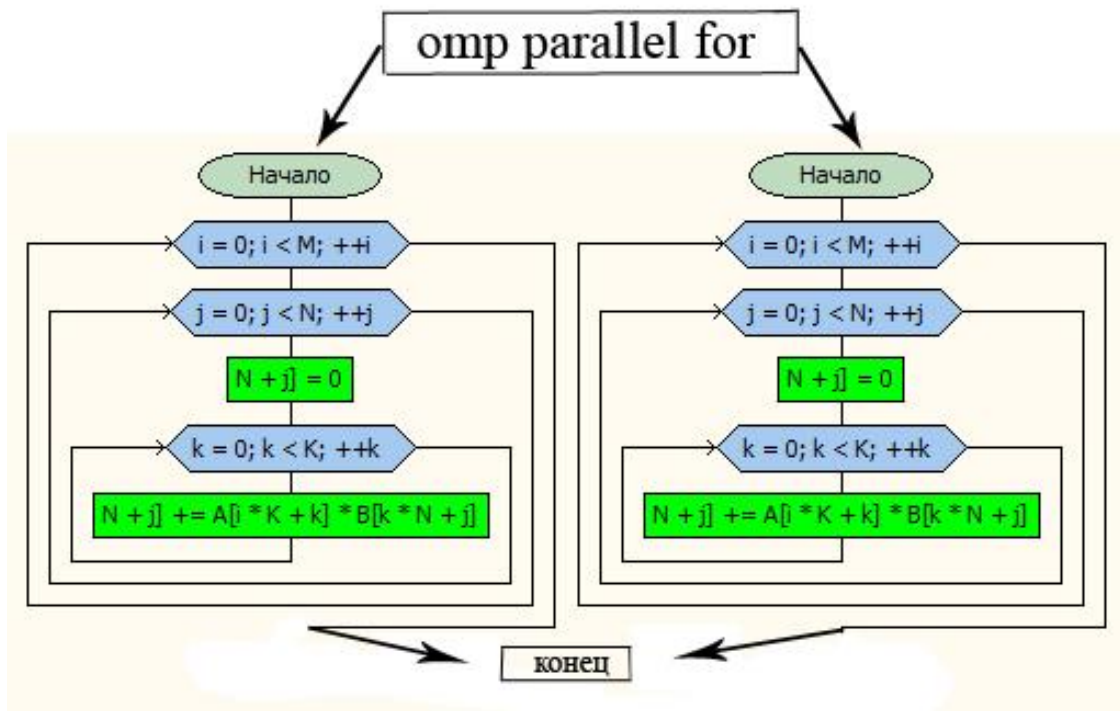 omp parallel for
Начало
i = 0; i < M; ++i
j = 0; j < N; ++j
N + j] = 0
k = 0; k < K; ++k
N + j] += A[i * K + k] * B[k * N + j]
Начало
i = 0; i < M; ++i
j = 0; j < N; ++j
N + j] = 0
k = 0; k < K; ++k
N + j] += A[i * K + k] * B[k * N + j]
конец